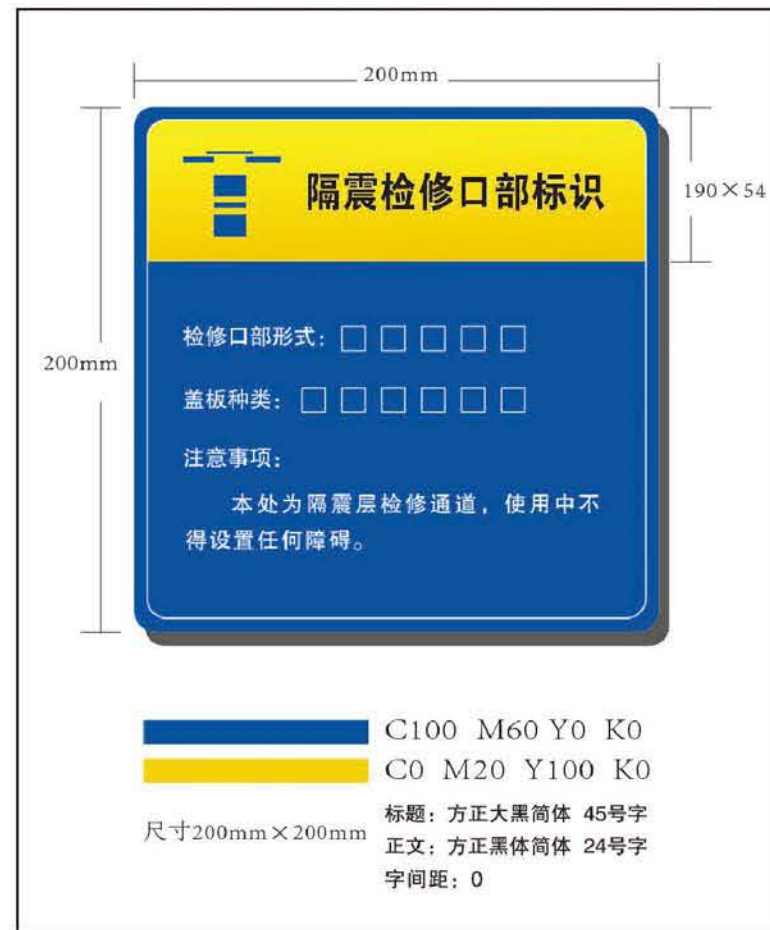 200mm
190×54
隔震检修口部标识
检修口部形式：□□□□□
200mm
盖板种类：□□□□□□
注意事项：
本处为隔震层检修通道，使用中不
得设置任何障碍。
C100 M60 Y0 K0
C0 M20 Y100 K0
尺寸200mm×200mm
标题：方正大黑简体 45号字
正文：方正黑体简体 24号字
字间距：0